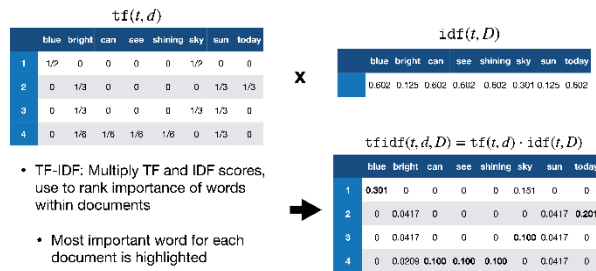 tf(t, d)
blue bright can see shining sky sun today
1 1/2 0 0 0 0 1/2 0 0
2 0 1/3 0 0 0 0 1/3 1/3
3 0 1/3 0 0 0 1/3 1/3 0
4 0 1/6 1/6 1/6 1/6 0 1/3 0
x
idf(t, D)
blue bright can see shining sky sun today
0.602 0.125 0.602 0.602 0.602 0.301 0.125 0.602
• TF-IDF: Multiply TF and IDF scores,
use to rank importance of words
within documents
• Most important word for each
document is highlighted
tfidf(t, d, D) = tf(t, d) · idf(t, D)
blue bright can see shining sky sun today
1 0.301 0 0 0 0 0.151 0 0
2 0 0.0417 0 0 0 0 0.0417 0.201
3 0 0.0417 0 0 0 0.100 0.0417 0
4 0 0.0209 0.100 0.100 0.100 0 0.0417 0